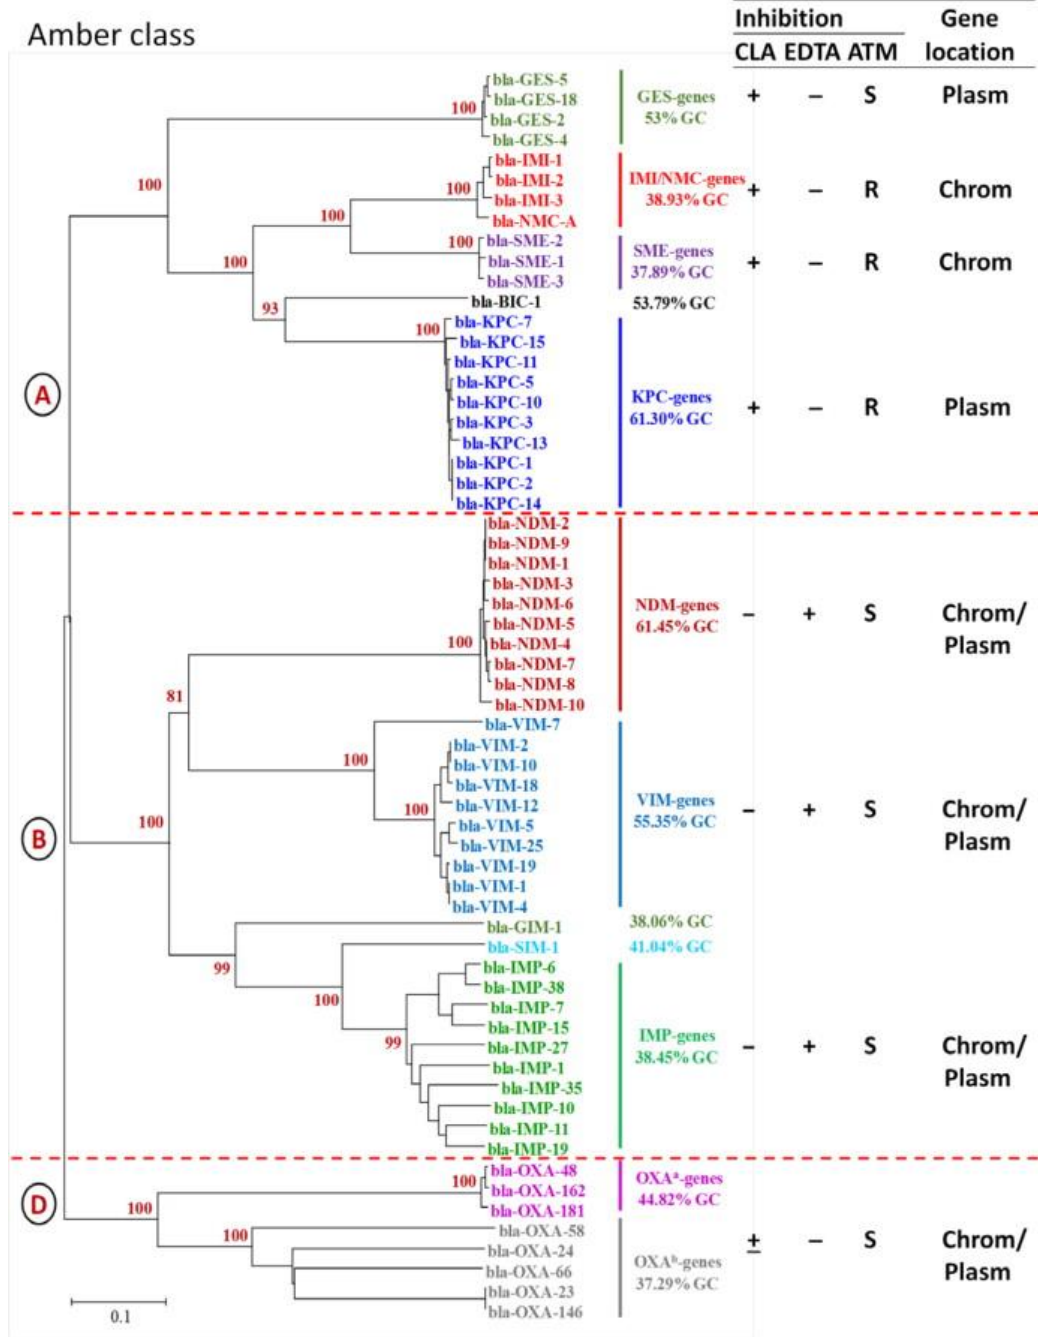 Amber class
Inhibition Gene
CLA EDTA ATM location
bla-GES-5
bla-GES-18
bla-GES-2
bla-GES-4
100
GES-genes
53% GC
+ – S Plasm
100
bla-IMI-1
bla-IMI-2
bla-IMI-3
bla-NMC-A
100
IMI/NMC-genes
38.93% GC
+ – R Chrom
100
bla-SME-2
bla-SME-1
bla-SME-3
100
SME-genes
37.89% GC
+ – R Chrom
100
bla-BIC-1
53.79% GC
93
bla-KPC-7
bla-KPC-15
bla-KPC-11
bla-KPC-5
bla-KPC-10
bla-KPC-3
bla-KPC-13
bla-KPC-1
bla-KPC-2
bla-KPC-14
100
KPC-genes
61.30% GC
+ – R Plasm
A
bla-NDM-2
bla-NDM-9
bla-NDM-1
bla-NDM-3
bla-NDM-6
bla-NDM-5
bla-NDM-4
bla-NDM-7
bla-NDM-8
bla-NDM-10
100
NDM-genes
61.45% GC
– + S Chrom/
Plasm
81
bla-VIM-7
bla-VIM-2
bla-VIM-10
bla-VIM-18
bla-VIM-12
bla-VIM-5
bla-VIM-25
bla-VIM-19
bla-VIM-1
bla-VIM-4
100
100
VIM-genes
55.35% GC
– + S Chrom/
Plasm
100
B
bla-GIM-1
38.06% GC
bla-SIM-1
41.04% GC
99
100
99
bla-IMP-6
bla-IMP-38
bla-IMP-7
bla-IMP-15
bla-IMP-27
bla-IMP-1
bla-IMP-35
bla-IMP-10
bla-IMP-11
bla-IMP-19
IMP-genes
38.45% GC
– + S Chrom/
Plasm
D
bla-OXA-48
bla-OXA-162
bla-OXA-181
100
OXAᵃ-genes
44.82% GC
100
100
bla-OXA-58
bla-OXA-24
bla-OXA-66
bla-OXA-23
bla-OXA-146
OXAᵇ-genes
37.29% GC
± – S Chrom/
Plasm
0.1